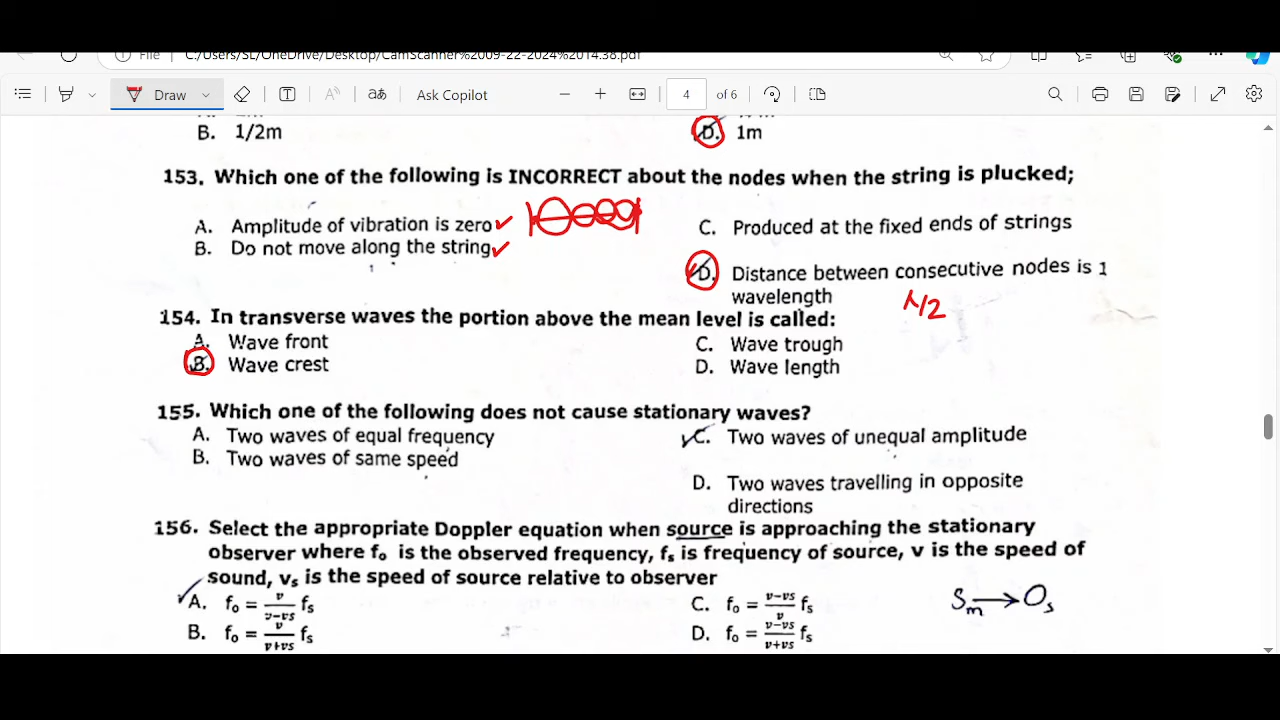 File C:/Users/SL/OneDrive/Desktop/CamScanner%2009-22-2024%2014.38.pdf
Draw aあ Ask Copilot 4 of 6
B. 1/2m D. 1m
153. Which one of the following is INCORRECT about the nodes when the string is plucked;
A. Amplitude of vibration is zero C. Produced at the fixed ends of strings
B. Do not move along the string
D. Distance between consecutive nodes is 1
wavelength λ/2
154. In transverse waves the portion above the mean level is called:
A. Wave front C. Wave trough
B. Wave crest D. Wave length
155. Which one of the following does not cause stationary waves?
A. Two waves of equal frequency C. Two waves of unequal amplitude
B. Two waves of same speed
D. Two waves travelling in opposite
directions
156. Select the appropriate Doppler equation when source is approaching the stationary
observer where fₒ is the observed frequency, fₛ is frequency of source, v is the speed of
sound, vₛ is the speed of source relative to observer
A. fₒ = v/(v−vs) fₛ C. fₒ = (v−vs)/v fₛ Sm → Os
B. fₒ = v/(v+vs) fₛ D. fₒ = (v−vs)/(v+vs) fₛ